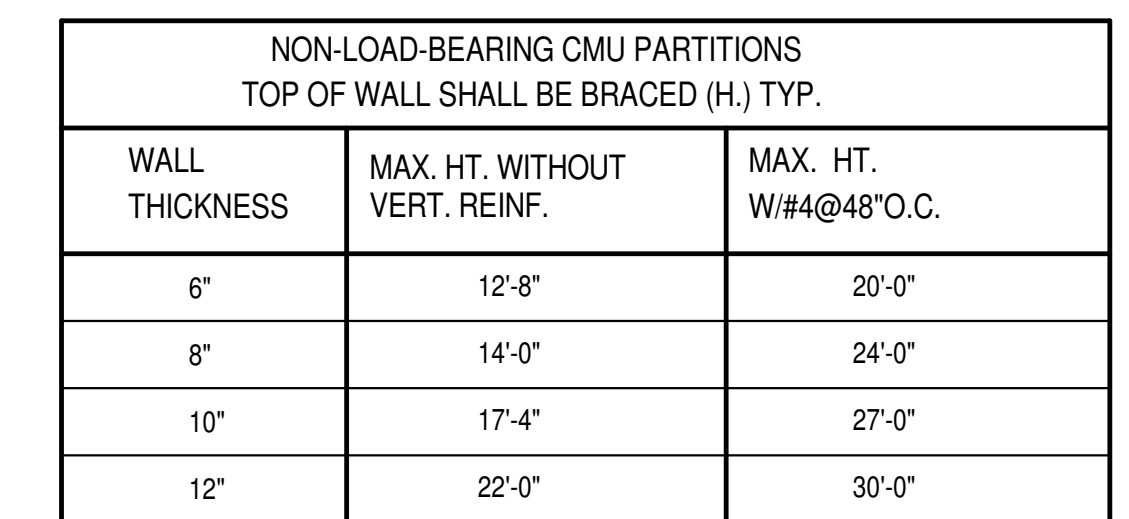 NON-LOAD-BEARING CMU PARTITIONS
TOP OF WALL SHALL BE BRACED (H.) TYP.
WALL THICKNESS
MAX. HT. WITHOUT VERT. REINF.
MAX. HT. W/#4@48"O.C.
6" 12'-8" 20'-0"
8" 14'-0" 24'-0"
10" 17'-4" 27'-0"
12" 22'-0" 30'-0"